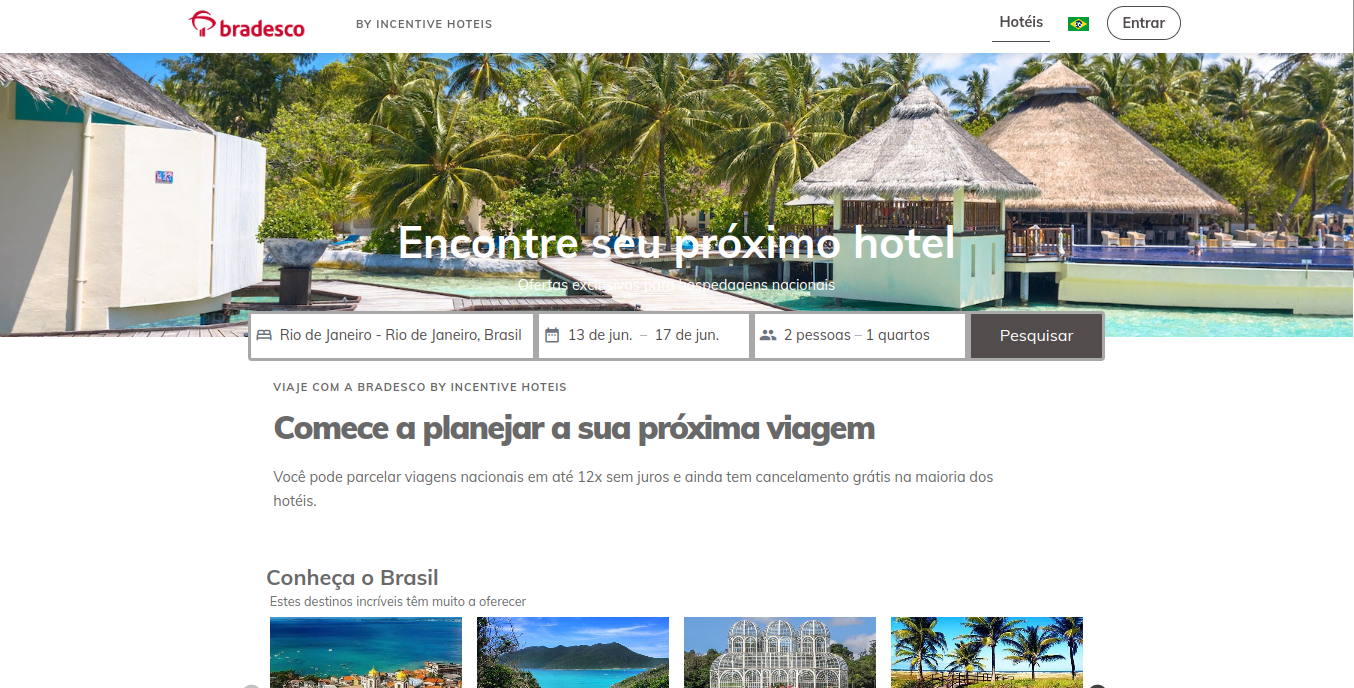 bradesco
BY INCENTIVE HOTEIS
Hotéis
Entrar
Encontre seu próximo hotel
Ofertas exclusivas para hospedagens nacionais
Rio de Janeiro - Rio de Janeiro, Brasil
13 de jun. – 17 de jun.
2 pessoas – 1 quartos
Pesquisar
VIAJE COM A BRADESCO BY INCENTIVE HOTEIS
Comece a planejar a sua próxima viagem
Você pode parcelar viagens nacionais em até 12x sem juros e ainda tem cancelamento grátis na maioria dos
hotéis.
Conheça o Brasil
Estes destinos incríveis têm muito a oferecer